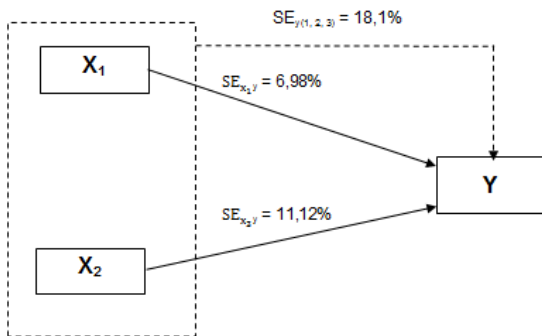 SEy(1, 2, 3) = 18,1%
X1
SEx1y = 6,98%
Y
SEx2y = 11,12%
X2